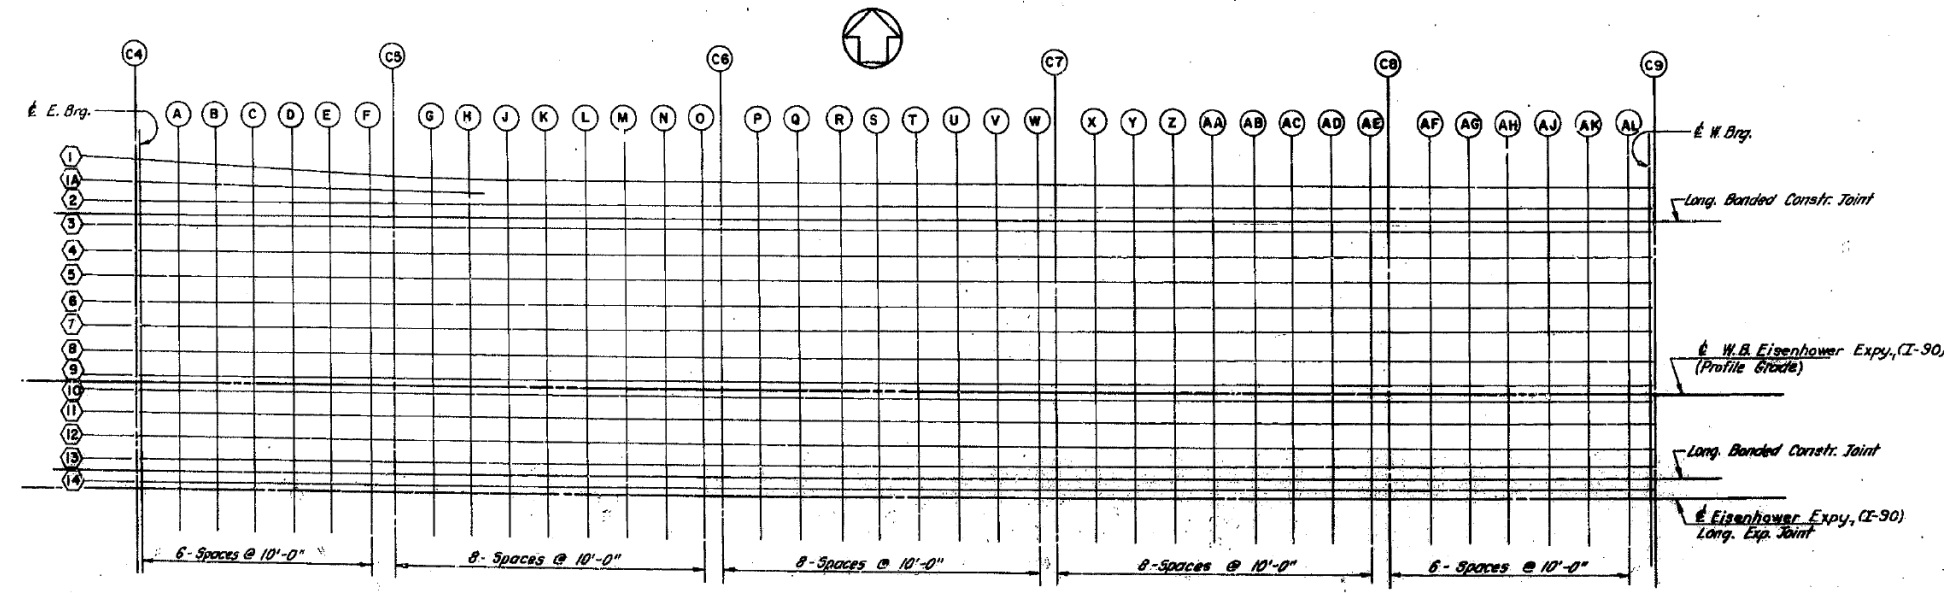 C4
C5
C6
C7
C8
C9
℄ E. Brg.
A B C D E F G H J K L M N O P Q R S T U V W X Y Z AA AB AC AD AE AF AG AH AJ AK AL
℄ W. Brg.
1
1A
2
3
4
5
6
7
8
9
10
11
12
13
14
Long. Bonded Constr. Joint
℄ W.B. Eisenhower Expy., (I-90)
(Profile Grade)
Long. Bonded Constr. Joint
℄ Eisenhower Expy., (I-90)
Long. Exp. Joint
6 - Spaces @ 10'-0"
8 - Spaces @ 10'-0"
8 - Spaces @ 10'-0"
8 - Spaces @ 10'-0"
6 - Spaces @ 10'-0"